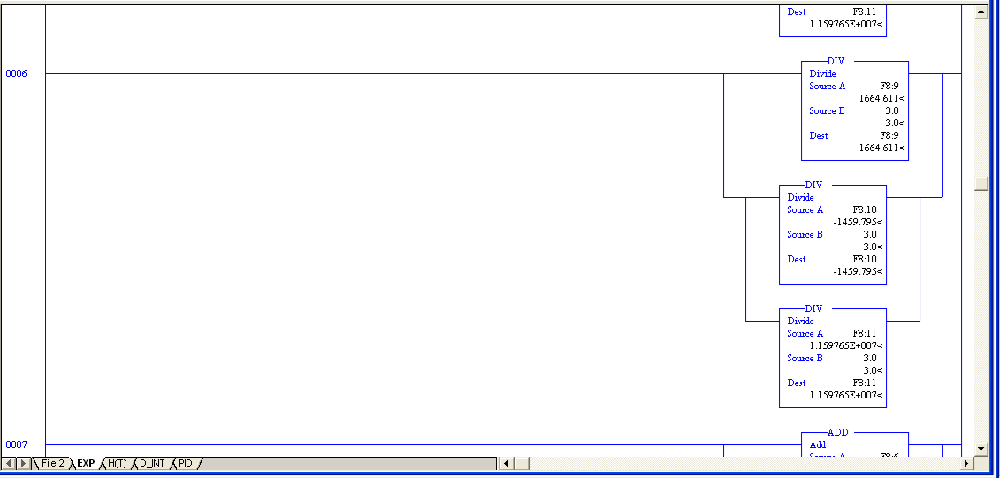 Dest F8:11
1.159765E+007<
0006
DIV
Divide
Source A F8:9
1664.611<
Source B 3.0
3.0<
Dest F8:9
1664.611<
DIV
Divide
Source A F8:10
-1459.795<
Source B 3.0
3.0<
Dest F8:10
-1459.795<
DIV
Divide
Source A F8:11
1.159765E+007<
Source B 3.0
3.0<
Dest F8:11
1.159765E+007<
0007
ADD
Add
Source A F8:6
File 2 EXP H(T) D_INT PID